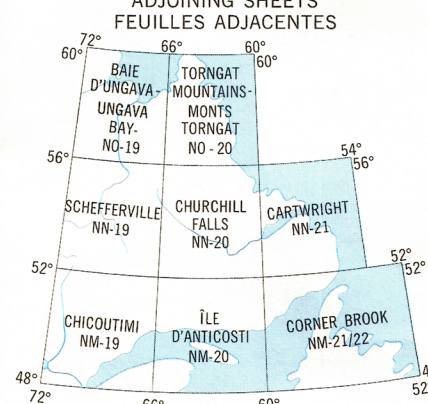 ADJOINING SHEETS
FEUILLES ADJACENTES
72°
66°
60°
60°
60°
BAIE
D'UNGAVA-
UNGAVA
BAY-
NO-19
TORNGAT
MOUNTAINS-
MONTS
TORNGAT
NO - 20
56°
54°
56°
SCHEFFERVILLE
NN-19
CHURCHILL
FALLS
NN-20
CARTWRIGHT
NN-21
52°
52°
52°
CHICOUTIMI
NM-19
ÎLE
D'ANTICOSTI
NM-20
CORNER BROOK
NM-21/22
48°
72°
66°
60°